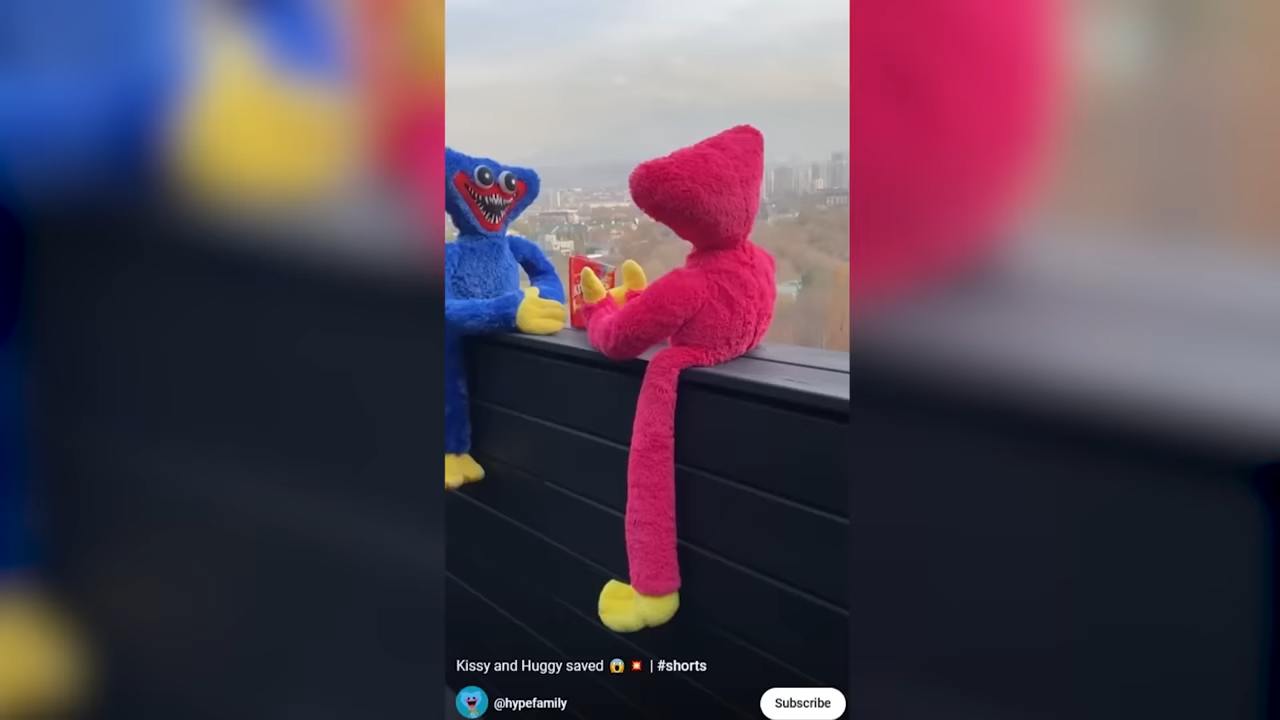 Kissy and Huggy saved 😱 💥 | #shorts
@hypefamily
Subscribe